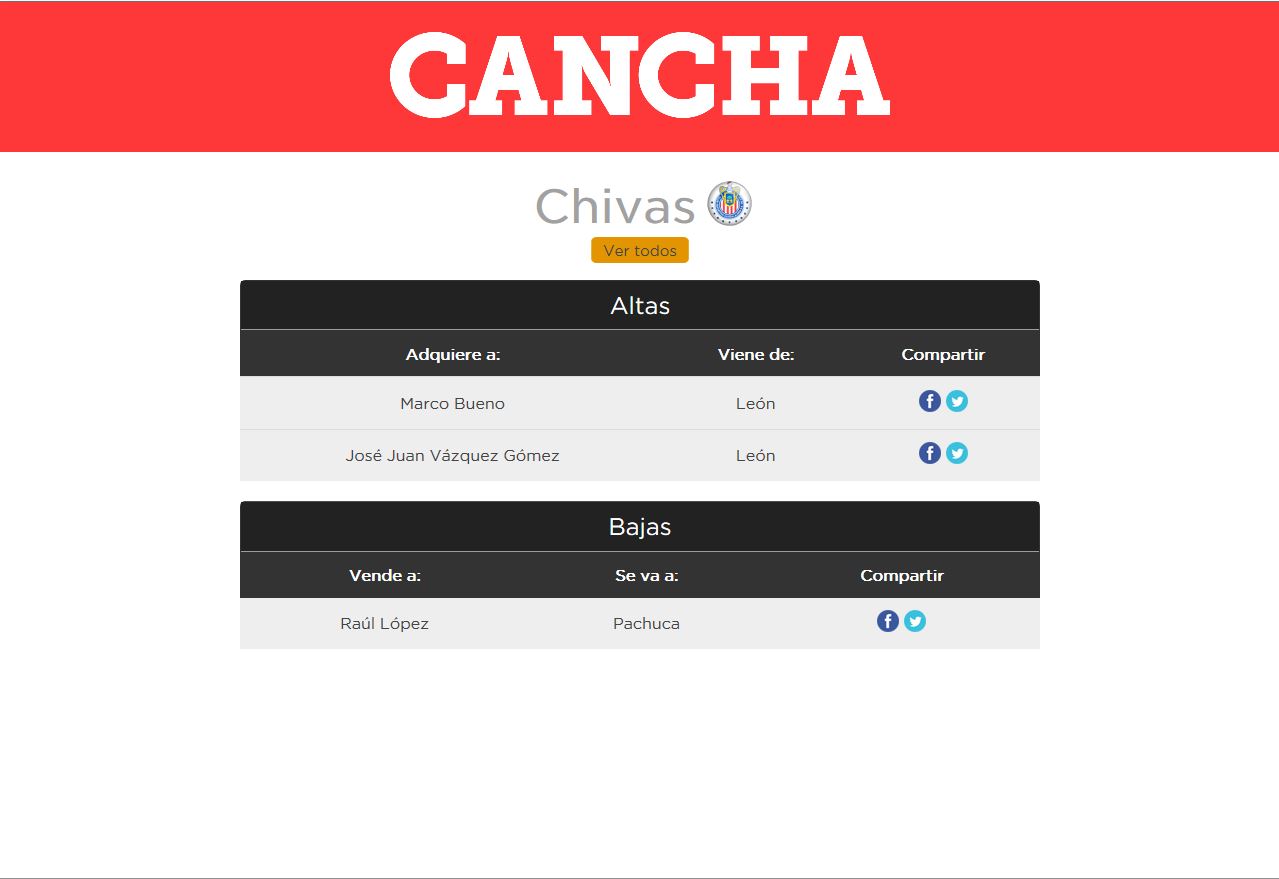 CANCHA
Chivas
Ver todos
Altas
Adquiere a: Viene de: Compartir
Marco Bueno León
José Juan Vázquez Gómez León
Bajas
Vende a: Se va a: Compartir
Raúl López Pachuca